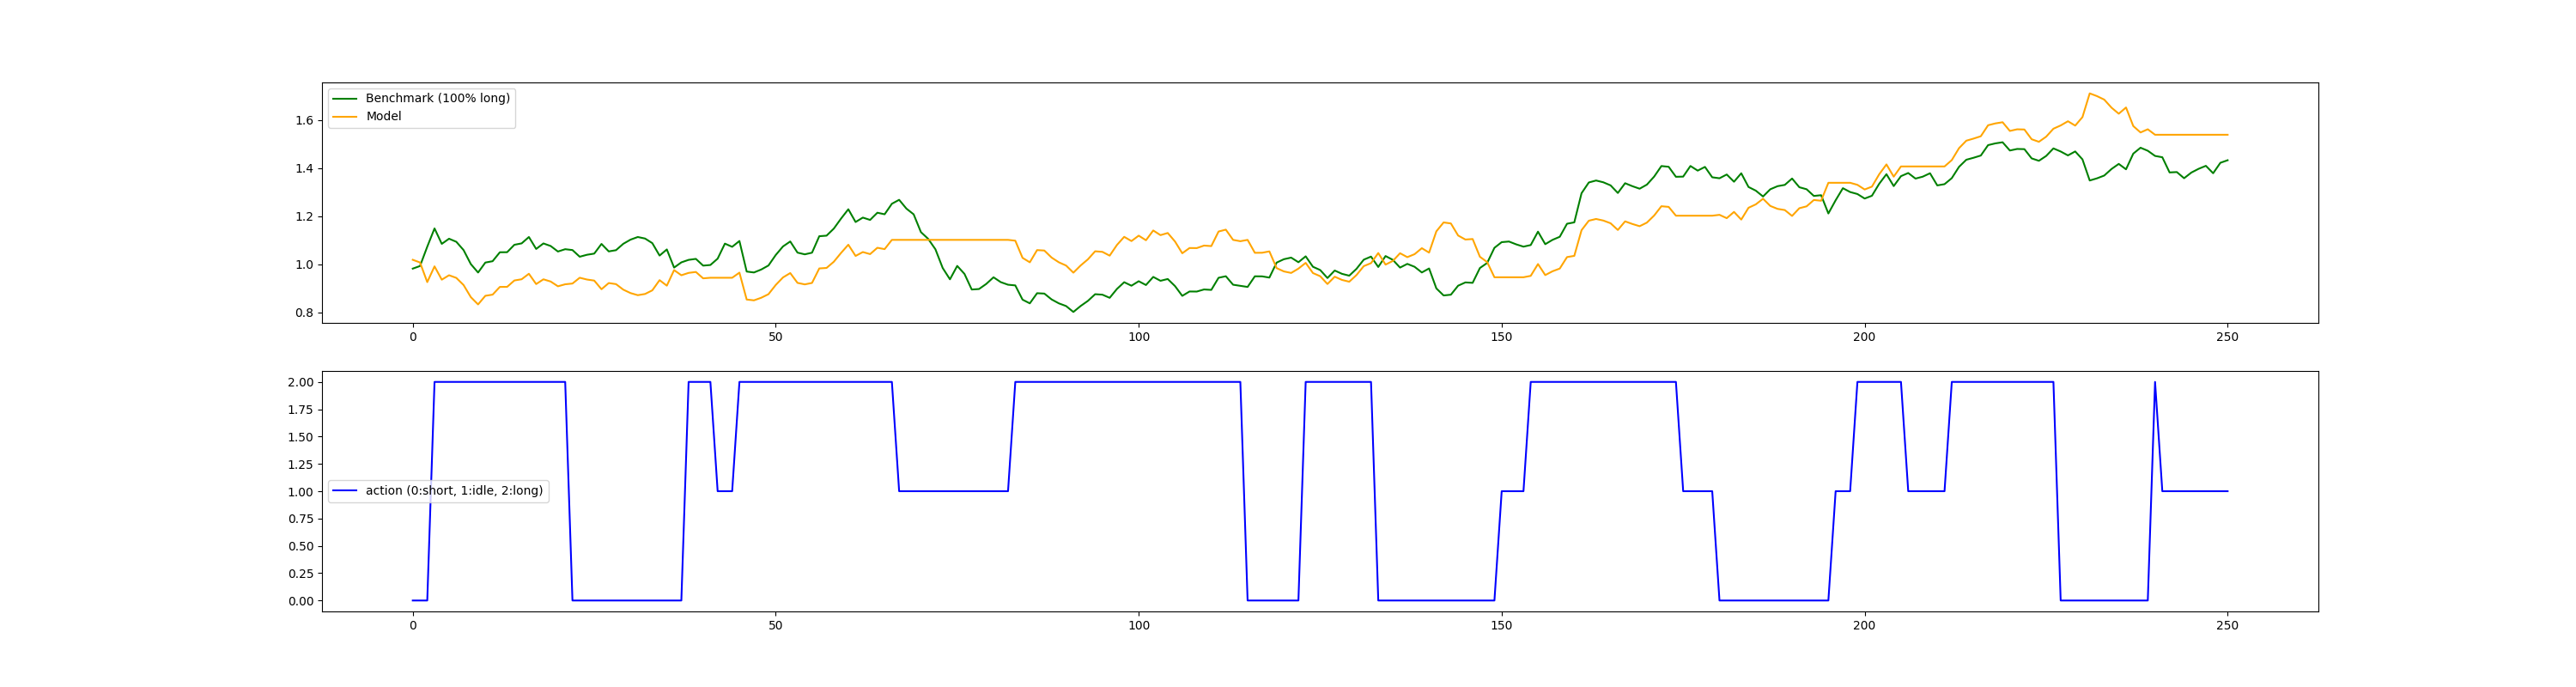 Benchmark (100% long)
Model
1.6
1.4
1.2
1.0
0.8
0 50 100 150 200 250
2.00
1.75
1.50
1.25
1.00
0.75
0.50
0.25
0.00
action (0:short, 1:idle, 2:long)
0 50 100 150 200 250